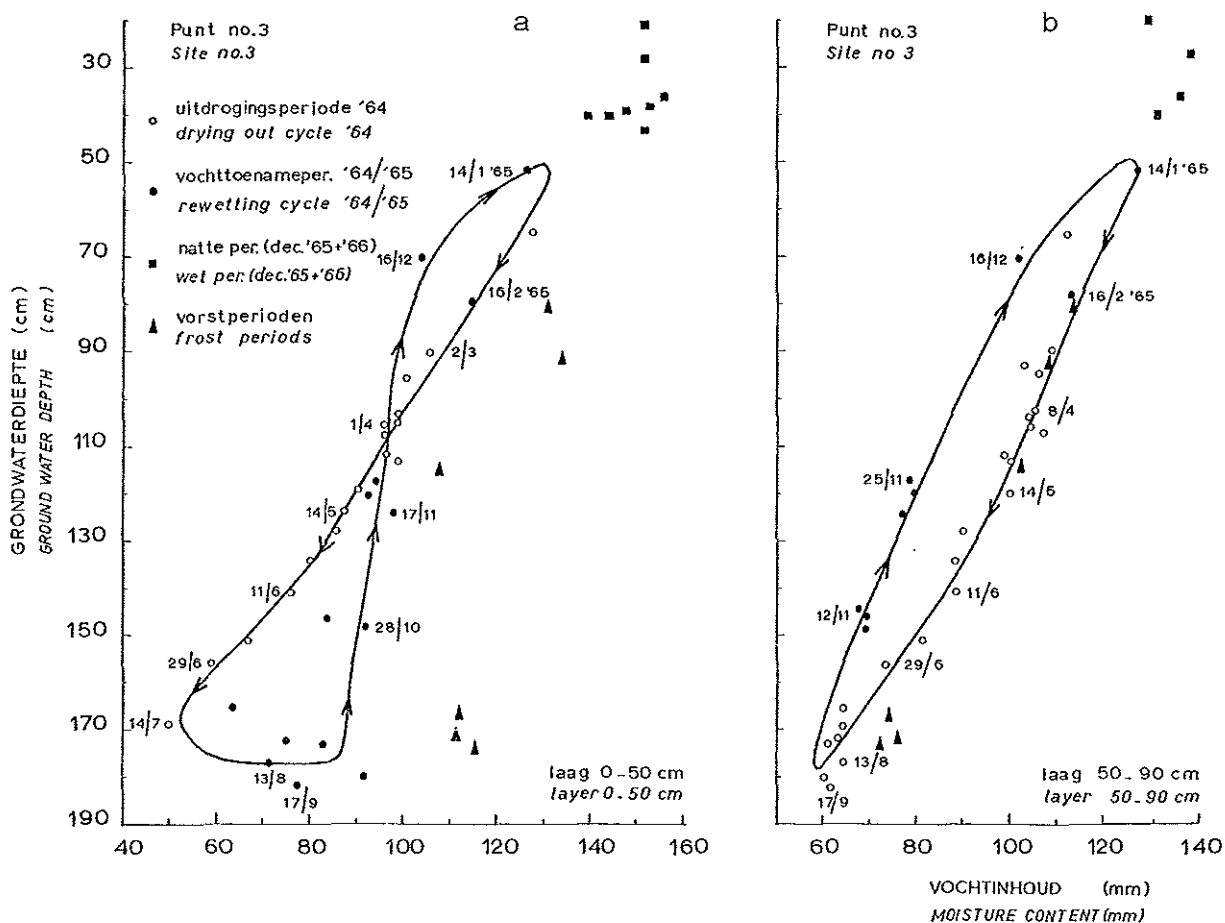 a
Punt no.3
Site no.3
uitdrogingsperiode '64
drying out cycle '64
vochttoenameper. '64/'65
rewetting cycle '64/'65
natte per. (dec.'65+'66)
wet per. (dec.'65+'66)
vorstperioden
frost periods
GRONDWATERDIEPTE (cm)
GROUND WATER DEPTH (cm)
30
50
70
90
110
130
150
170
190
40
60
80
100
120
140
160
14/1 '65
16/12
16/2 '65
2/3
1/4
14/5
17/11
11/6
28/10
29/6
14/7
13/8
17/9
laag 0-50 cm
layer 0-50 cm
b
Punt no.3
Site no.3
14/1 '65
16/12
16/2 '65
8/4
25/11
14/5
11/6
12/11
29/6
13/8
17/9
laag 50-90 cm
layer 50-90 cm
60
80
100
120
140
VOCHTINHOUD (mm)
MOISTURE CONTENT (mm)